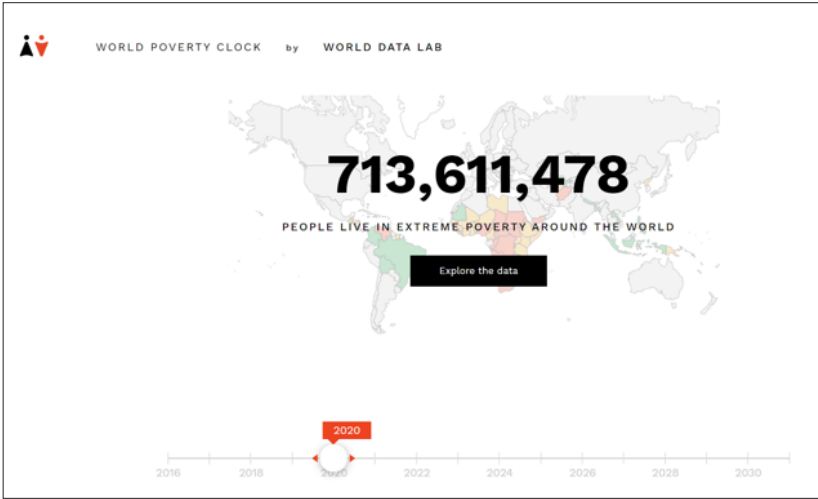 WORLD POVERTY CLOCK by WORLD DATA LAB
713,611,478
PEOPLE LIVE IN EXTREME POVERTY AROUND THE WORLD
Explore the data
2020
2016 2018 2020 2022 2024 2026 2028 2030